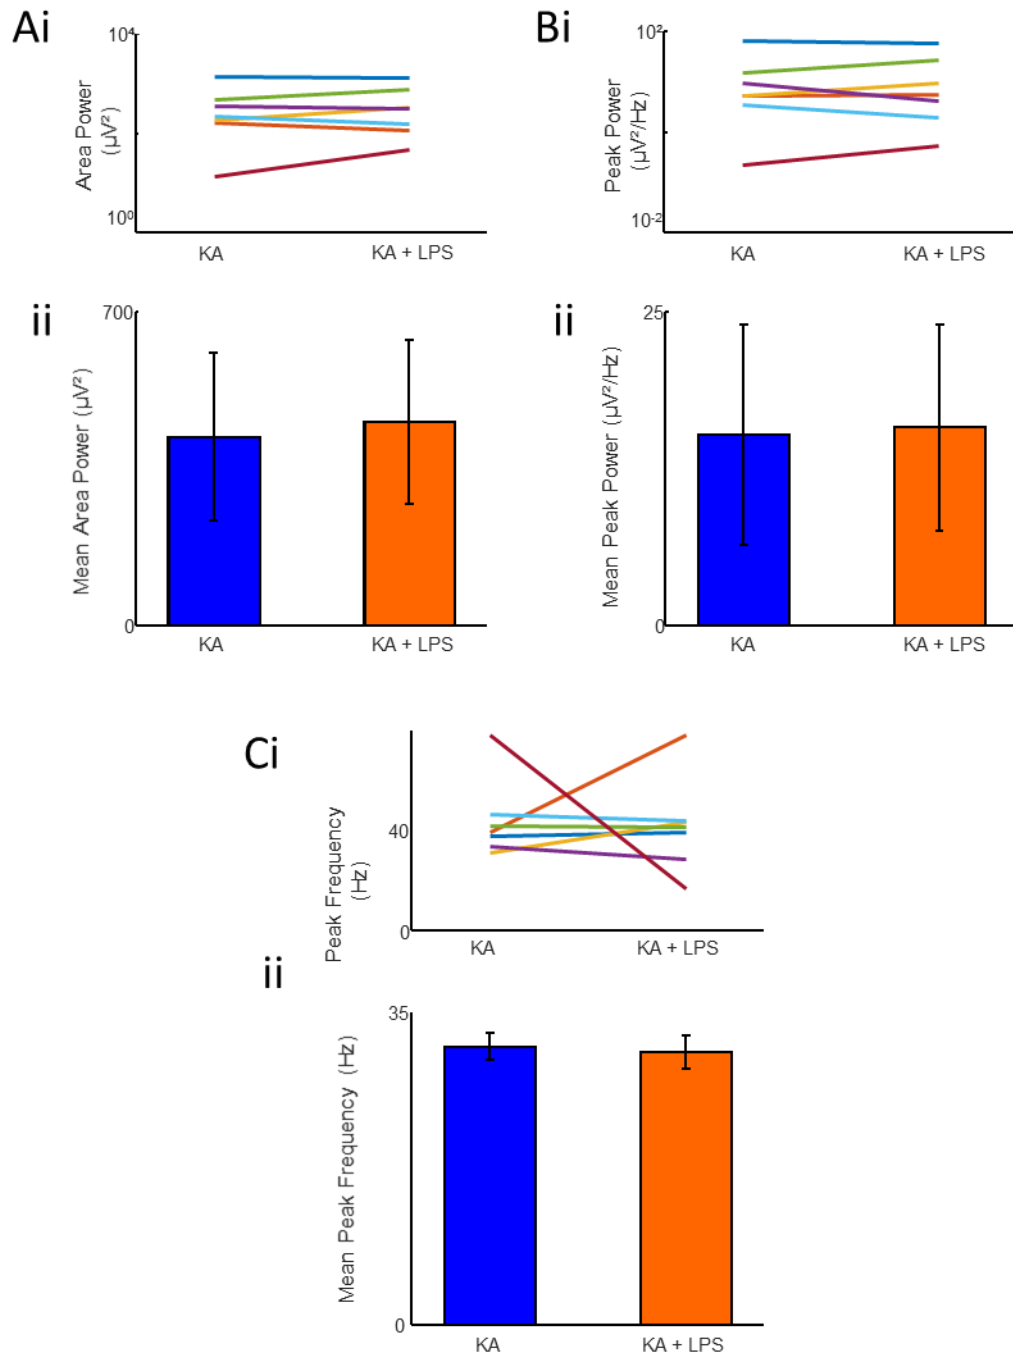 Ai
10⁴
Area Power
(µV²)
10⁰
KA
KA + LPS
Bi
10²
Peak Power
(µV²/Hz)
10⁻²
KA
KA + LPS
ii
700
Mean Area Power (µV²)
0
KA
KA + LPS
ii
25
Mean Peak Power (µV²/Hz)
0
KA
KA + LPS
Ci
40
Peak Frequency
(Hz)
0
KA
KA + LPS
ii
35
Mean Peak Frequency (Hz)
0
KA
KA + LPS